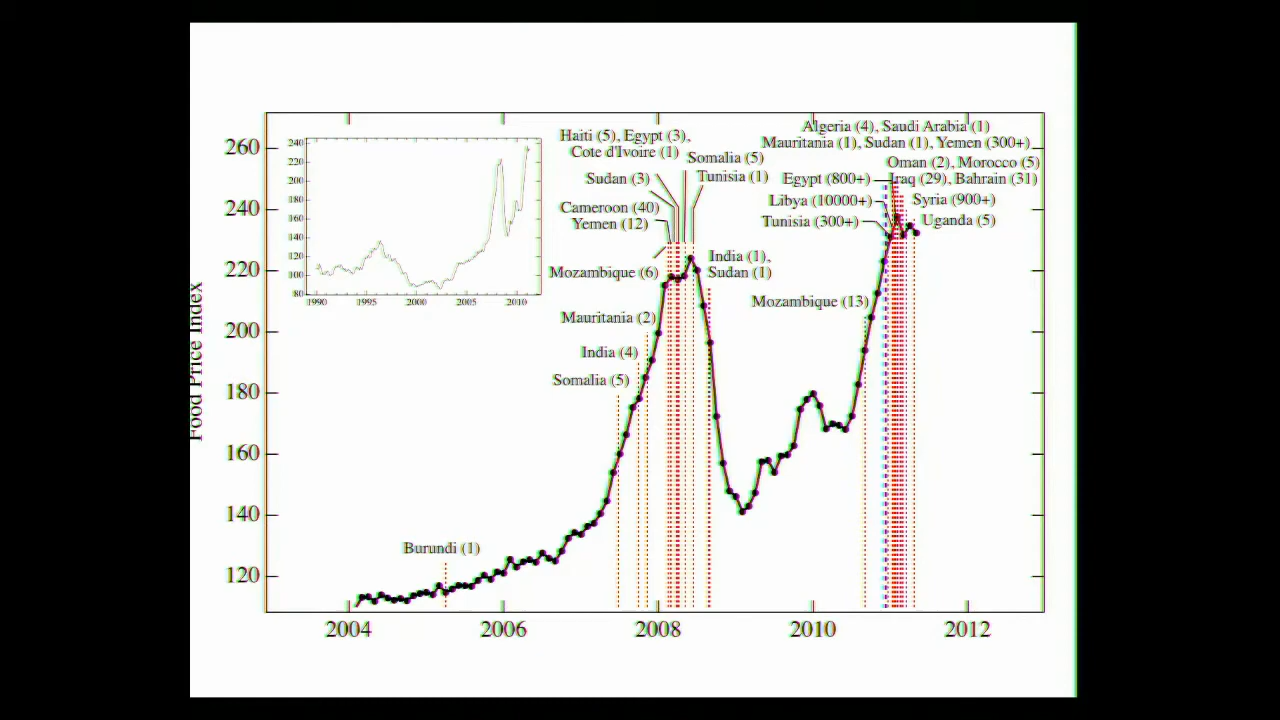 Food Price Index
260
240
220
200
180
160
140
120
2004
2006
2008
2010
2012
240
220
200
180
160
140
120
100
80
1990
1995
2000
2005
2010
Haiti (5), Egypt (3),
Cote d'Ivoire (1)
Somalia (5)
Sudan (3)
Tunisia (1)
Cameroon (40)
Yemen (12)
Mozambique (6)
India (1),
Sudan (1)
Mauritania (2)
India (4)
Somalia (5)
Burundi (1)
Algeria (4), Saudi Arabia (1)
Mauritania (1), Sudan (1), Yemen (300+)
Oman (2), Morocco (5)
Egypt (800+)
Iraq (29), Bahrain (31)
Libya (10000+)
Syria (900+)
Tunisia (300+)
Uganda (5)
Mozambique (13)